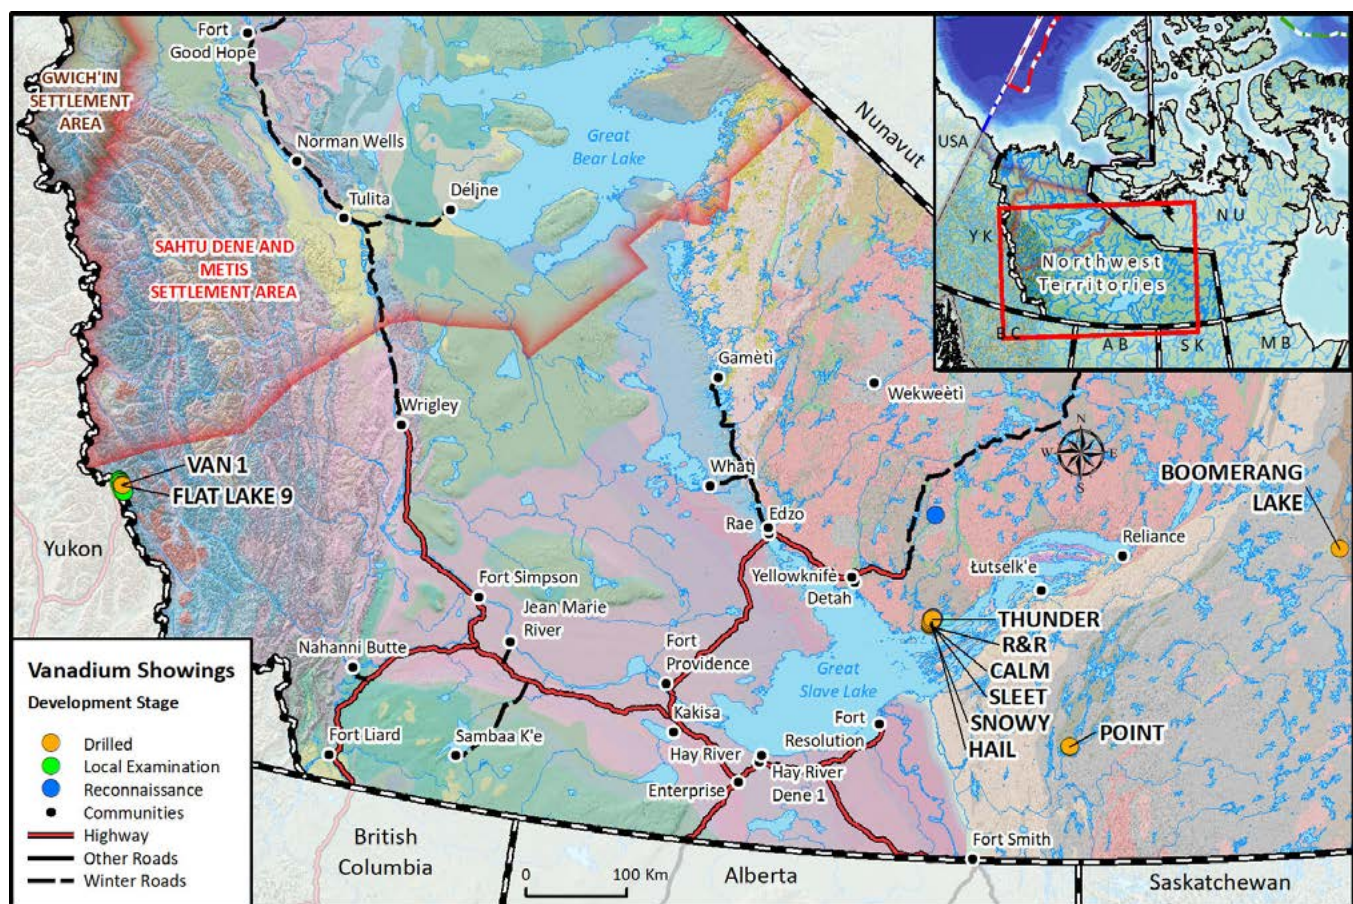 Fort
Good Hope
GWICH'IN
SETTLEMENT
AREA
Norman Wells
Great
Bear Lake
Nunavut
Tulita
Déljne
SAHTU DENE AND
METIS
SETTLEMENT AREA
USA
YK
NU
Northwest
Territories
BC
AB
SK
MB
Gamètì
Wekweètì
Wrigley
N
W
E
S
VAN 1
FLAT LAKE 9
Whatì
BOOMERANG
LAKE
Edzo
Rae
Yukon
Reliance
Łutselk'e
Yellowknife
Detah
Fort Simpson
Jean Marie
River
THUNDER
R&R
CALM
SLEET
SNOWY
HAIL
Nahanni Butte
Fort
Providence
Great
Slave Lake
POINT
Kakisa
Fort
Resolution
Fort Liard
Sambaa K'e
Hay River
Hay River
Dene 1
Enterprise
Fort Smith
British
Columbia
Alberta
Saskatchewan
0
100 Km
Vanadium Showings
Development Stage
Drilled
Local Examination
Reconnaissance
Communities
Highway
Other Roads
Winter Roads